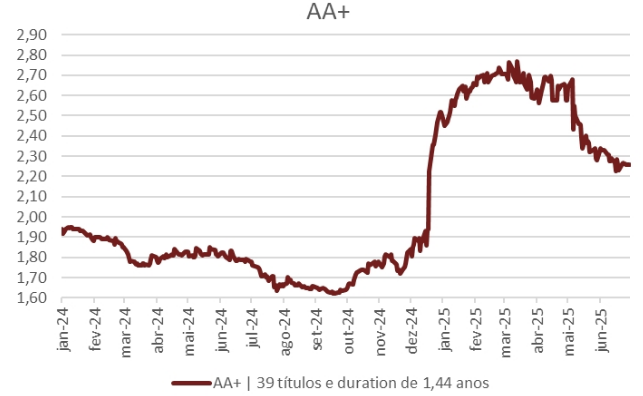 AA+
2,90
2,80
2,70
2,60
2,50
2,40
2,30
2,20
2,10
2,00
1,90
1,80
1,70
1,60
jan-24
fev-24
mar-24
abr-24
mai-24
jun-24
jul-24
ago-24
set-24
out-24
nov-24
dez-24
jan-25
fev-25
mar-25
abr-25
mai-25
jun-25
AA+ | 39 títulos e duration de 1,44 anos